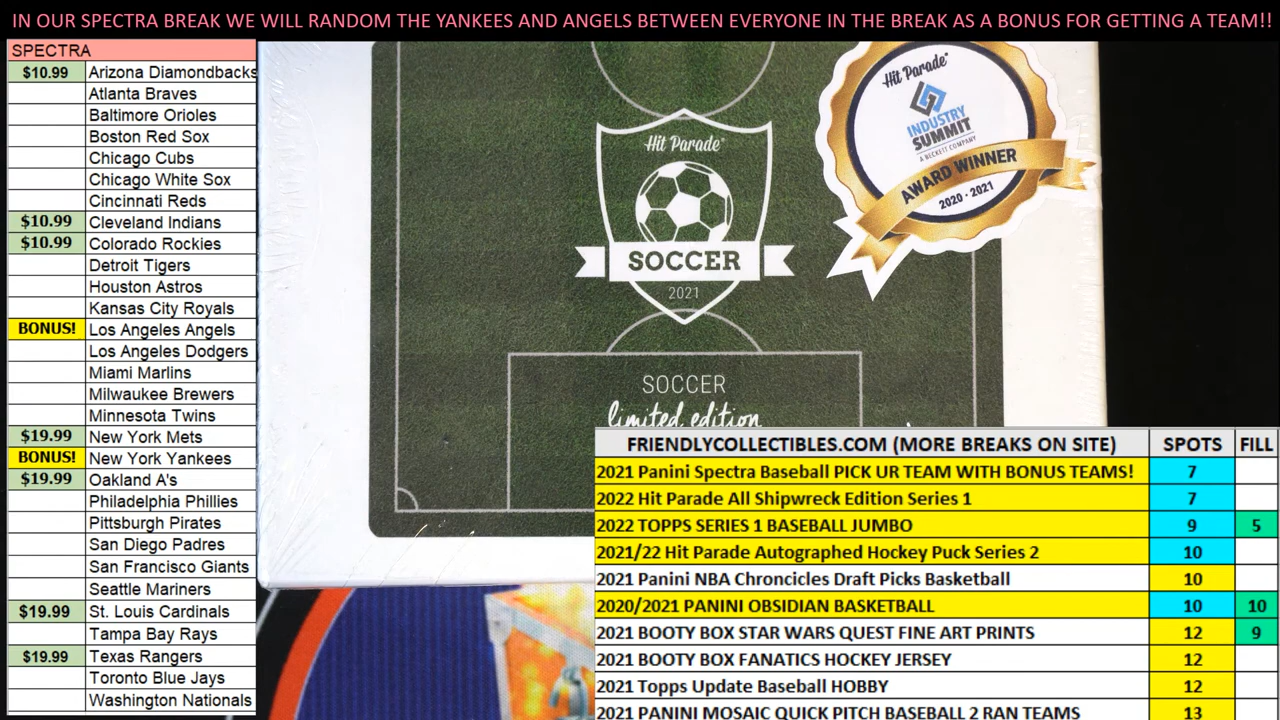 IN OUR SPECTRA BREAK WE WILL RANDOM THE YANKEES AND ANGELS BETWEEN EVERYONE IN THE BREAK AS A BONUS FOR GETTING A TEAM!!
SPECTRA
$10.99 Arizona Diamondbacks
Atlanta Braves
Baltimore Orioles
Boston Red Sox
Chicago Cubs
Chicago White Sox
Cincinnati Reds
$10.99 Cleveland Indians
$10.99 Colorado Rockies
Detroit Tigers
Houston Astros
Kansas City Royals
BONUS! Los Angeles Angels
Los Angeles Dodgers
Miami Marlins
Milwaukee Brewers
Minnesota Twins
$19.99 New York Mets
BONUS! New York Yankees
$19.99 Oakland A's
Philadelphia Phillies
Pittsburgh Pirates
San Diego Padres
San Francisco Giants
Seattle Mariners
$19.99 St. Louis Cardinals
Tampa Bay Rays
$19.99 Texas Rangers
Toronto Blue Jays
Washington Nationals
Hit Parade
SOCCER
2021
SOCCER
limited edition
Hit Parade
INDUSTRY
SUMMIT
A BECKETT COMPANY
AWARD WINNER
2020 - 2021
FRIENDLYCOLLECTIBLES.COM (MORE BREAKS ON SITE) SPOTS FILL
2021 Panini Spectra Baseball PICK UR TEAM WITH BONUS TEAMS! 7
2022 Hit Parade All Shipwreck Edition Series 1 7
2022 TOPPS SERIES 1 BASEBALL JUMBO 9 5
2021/22 Hit Parade Autographed Hockey Puck Series 2 10
2021 Panini NBA Chroncicles Draft Picks Basketball 10
2020/2021 PANINI OBSIDIAN BASKETBALL 10 10
2021 BOOTY BOX STAR WARS QUEST FINE ART PRINTS 12 9
2021 BOOTY BOX FANATICS HOCKEY JERSEY 12
2021 Topps Update Baseball HOBBY 12
2021 PANINI MOSAIC QUICK PITCH BASEBALL 2 RAN TEAMS 13